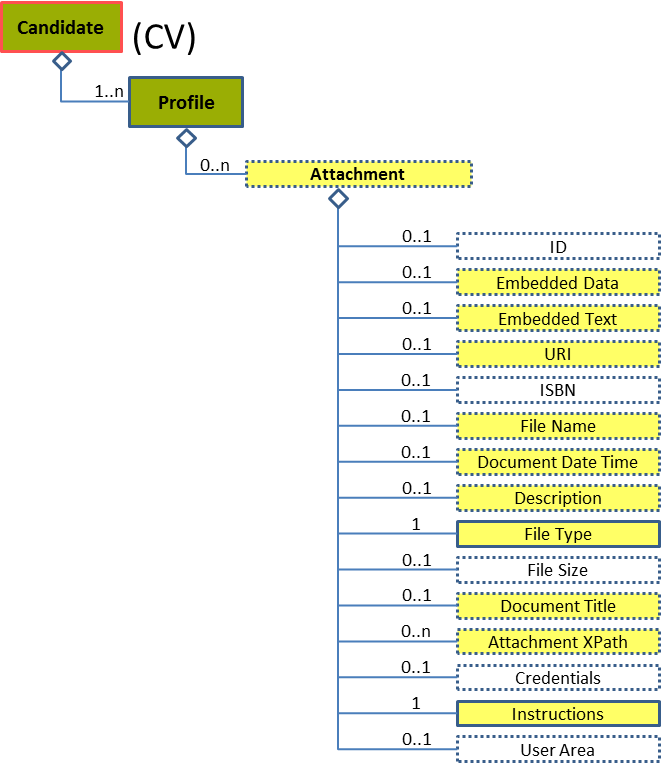 Candidate (CV)
1..n
Profile
0..n
Attachment
0..1 ID
0..1 Embedded Data
0..1 Embedded Text
0..1 URI
0..1 ISBN
0..1 File Name
0..1 Document Date Time
0..1 Description
1 File Type
0..1 File Size
0..1 Document Title
0..n Attachment XPath
0..1 Credentials
1 Instructions
0..1 User Area